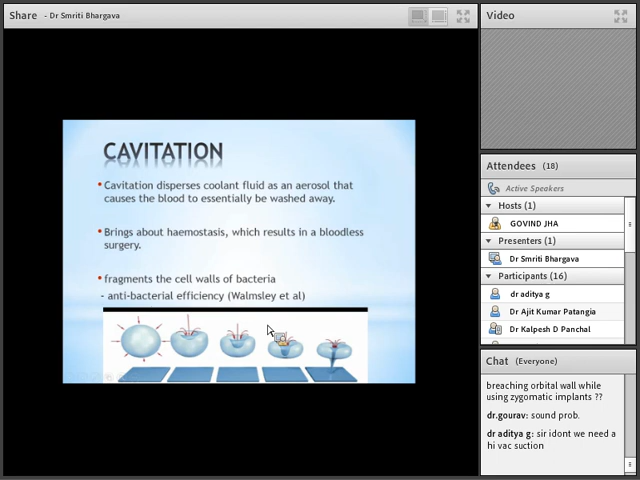 Share - Dr Smriti Bhargava
CAVITATION
•Cavitation disperses coolant fluid as an aerosol that
causes the blood to essentially be washed away.
•Brings about haemostasis, which results in a bloodless
surgery.
•fragments the cell walls of bacteria
- anti-bacterial efficiency (Walmsley et al)
Video
Attendees (18)
Active Speakers
Hosts (1)
GOVIND JHA
Presenters (1)
Dr Smriti Bhargava
Participants (16)
dr aditya g
Dr Ajit Kumar Patangia
Dr Kalpesh D Panchal
Chat (Everyone)
breaching orbital wall while
using zygomatic implants ??
dr.gourav: sound prob.
dr aditya g: sir idont we need a
hi vac suction